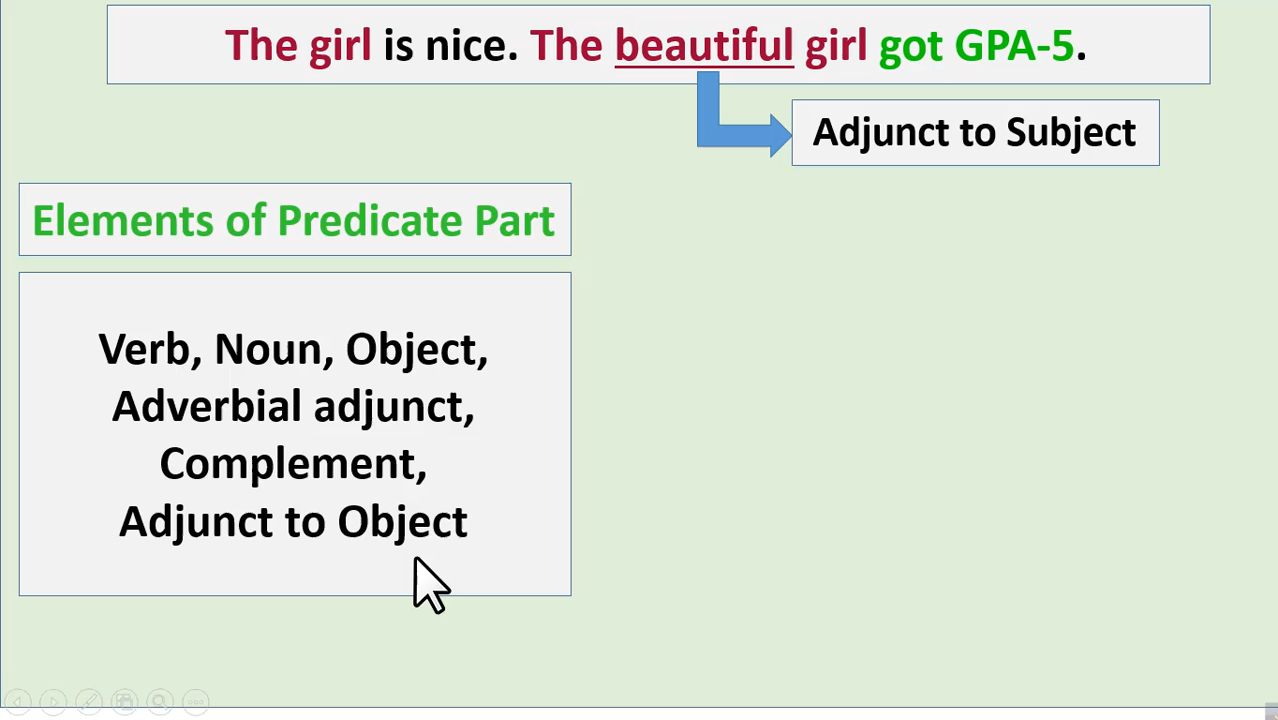 The girl is nice. The beautiful girl got GPA-5.
Adjunct to Subject
Elements of Predicate Part
Verb, Noun, Object,
Adverbial adjunct,
Complement,
Adjunct to Object